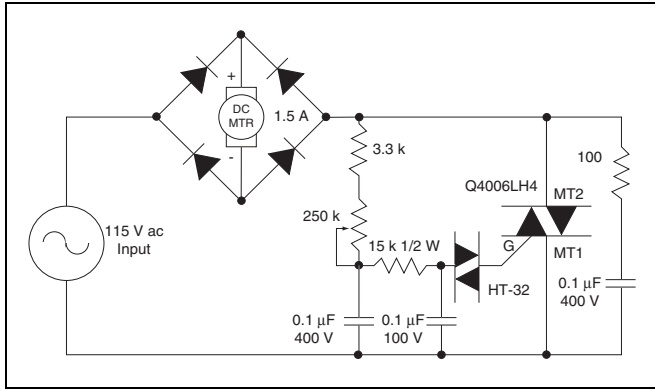 +
DC
MTR
1.5 A
-
3.3 k
100
Q4006LH4
MT2
250 k
115 V ac
Input
15 k 1/2 W
G
MT1
HT-32
0.1 μF
400 V
0.1 μF
100 V
0.1 μF
400 V